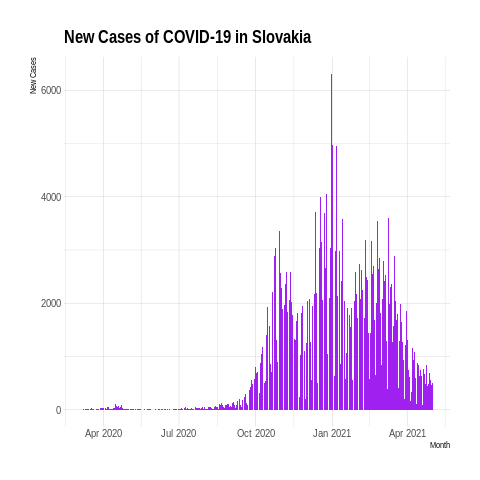 New Cases of COVID-19 in Slovakia
New Cases
6000
4000
2000
0
Apr 2020 Jul 2020 Oct 2020 Jan 2021 Apr 2021
Month